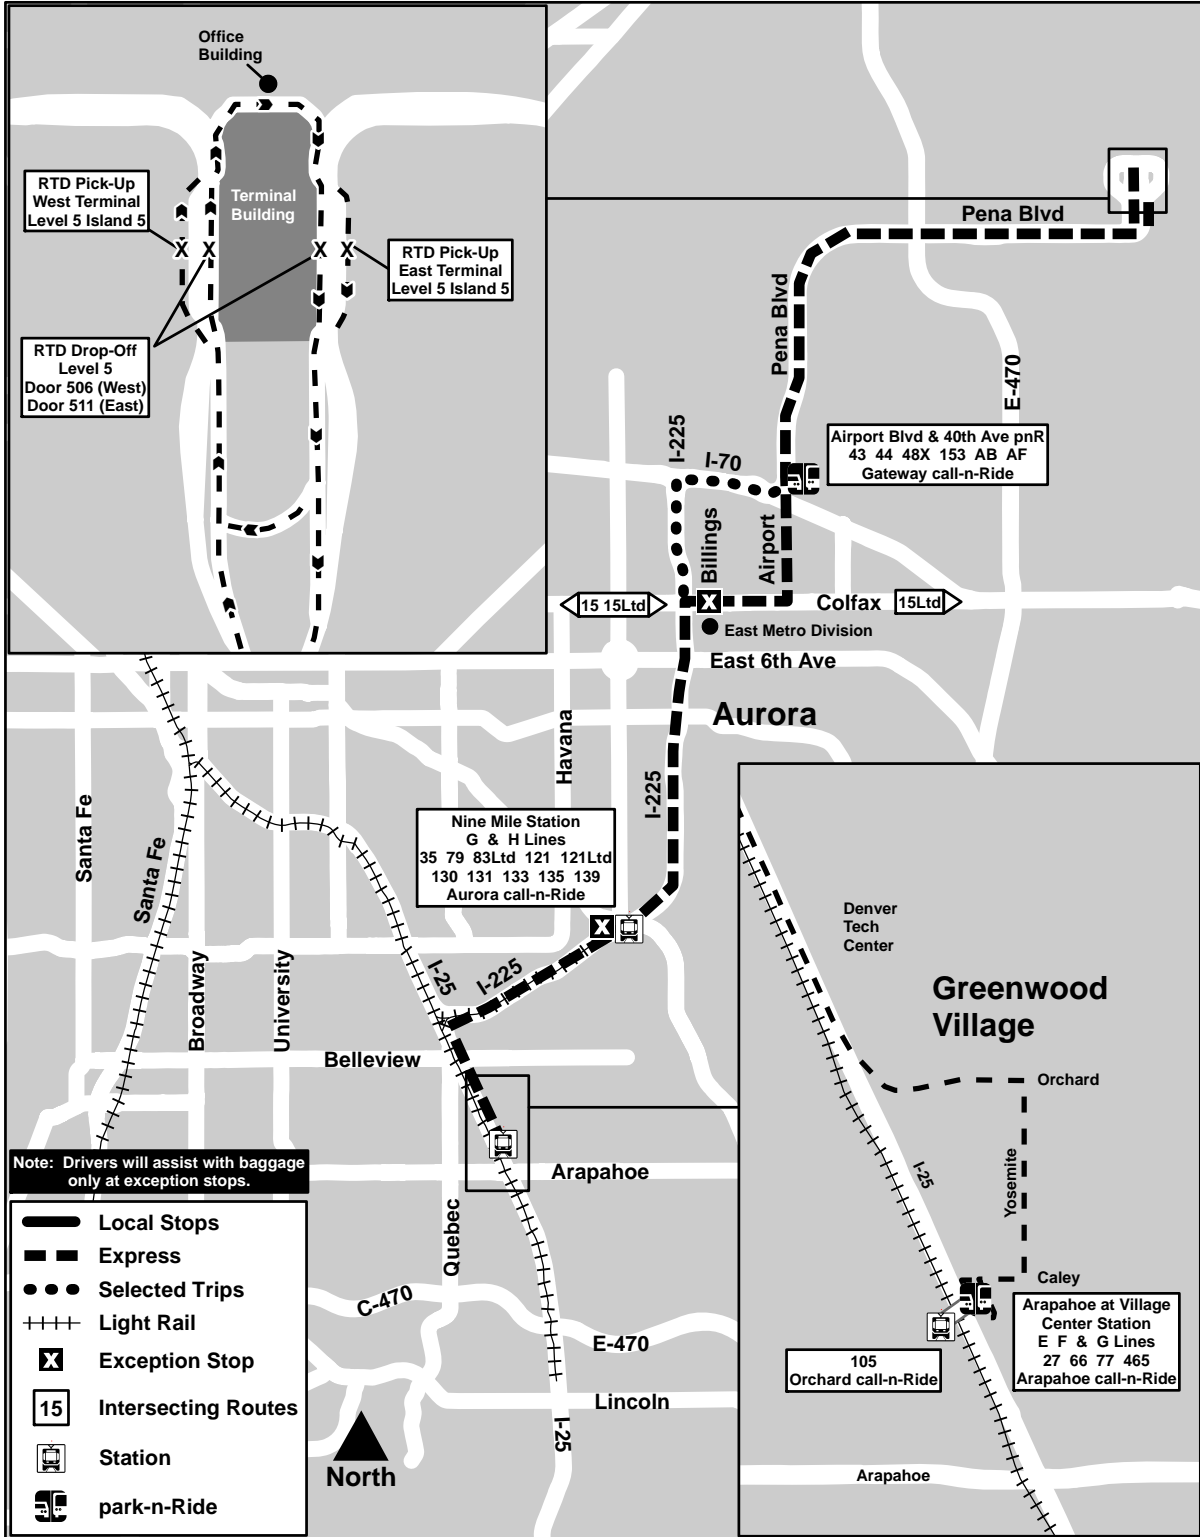 Office
Building
RTD Pick-Up
West Terminal
Level 5 Island 5
Terminal
Building
X
X
X
X
RTD Pick-Up
East Terminal
Level 5 Island 5
RTD Drop-Off
Level 5
Door 506 (West)
Door 511 (East)
Pena Blvd
Pena Blvd
E-470
I-225
I-70
Airport Blvd & 40th Ave pnR
43 44 48X 153 AB AF
Gateway call-n-Ride
Billings
Airport
15 15Ltd
X
Colfax
15Ltd
East Metro Division
East 6th Ave
Aurora
Havana
I-225
Santa Fe
Santa Fe
Nine Mile Station
G & H Lines
35 79 83Ltd 121 121Ltd
130 131 133 135 139
Aurora call-n-Ride
X
Broadway
University
I-25
I-225
Belleview
Arapahoe
Quebec
C-470
E-470
Lincoln
I-25
North
Note: Drivers will assist with baggage
only at exception stops.
Local Stops
Express
Selected Trips
Light Rail
X Exception Stop
15 Intersecting Routes
Station
park-n-Ride
Denver
Tech
Center
Greenwood
Village
Orchard
I-25
Yosemite
Caley
Arapahoe at Village
Center Station
E F & G Lines
27 66 77 465
Arapahoe call-n-Ride
105
Orchard call-n-Ride
Arapahoe